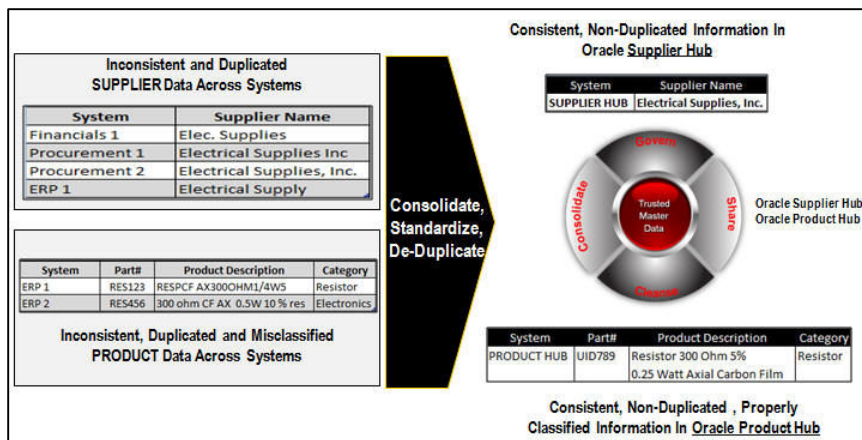 Inconsistent and Duplicated
SUPPLIER Data Across Systems
System Supplier Name
Financials 1 Elec. Supplies
Procurement 1 Electrical Supplies Inc
Procurement 2 Electrical Supplies, Inc.
ERP 1 Electrical Supply
System Part# Product Description Category
ERP 1 RES123 RESPCF AX300OHM1/4W5 Resistor
ERP 2 RES456 300 ohm CF AX 0.5W 10 % res Electronics
Inconsistent, Duplicated and Misclassified
PRODUCT Data Across Systems
Consolidate,
Standardize,
De-Duplicate
Consistent, Non-Duplicated Information In
Oracle Supplier Hub
System Supplier Name
SUPPLIER HUB Electrical Supplies, Inc.
Govern
Consolidate
Trusted
Master
Data
Share
Cleanse
Oracle Supplier Hub
Oracle Product Hub
System Part# Product Description Category
PRODUCT HUB UID789 Resistor 300 Ohm 5% Resistor
0.25 Watt Axial Carbon Film
Consistent, Non-Duplicated , Properly
Classified Information In Oracle Product Hub